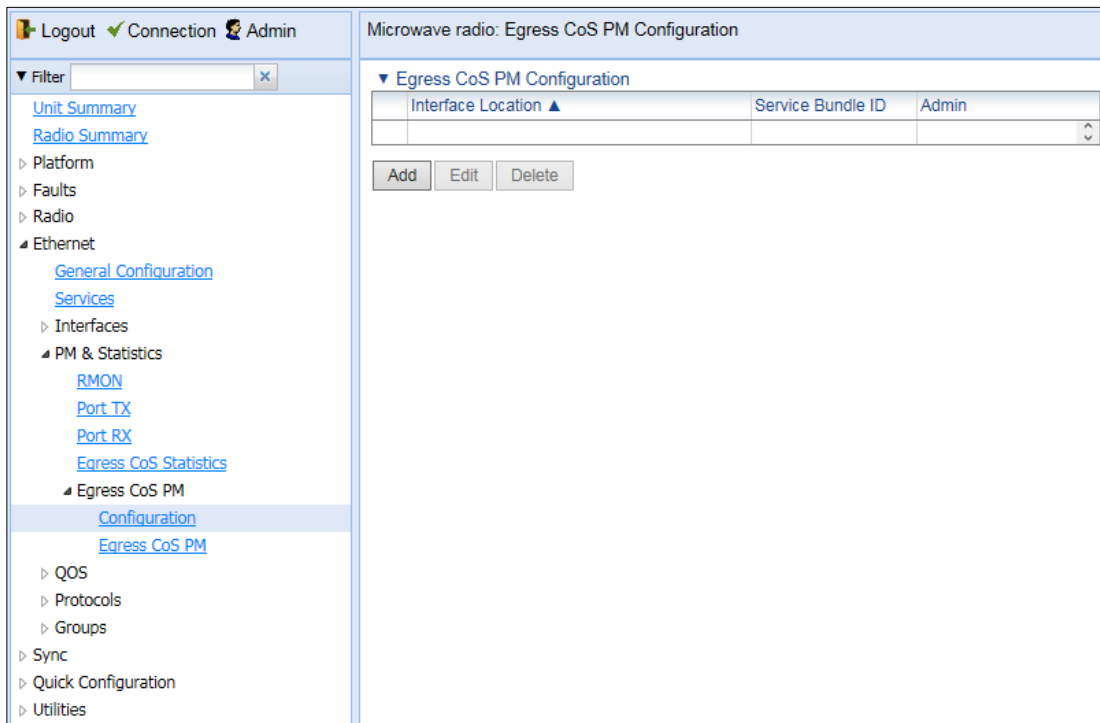 Logout Connection Admin
Filter
Unit Summary
Radio Summary
Platform
Faults
Radio
Ethernet
General Configuration
Services
Interfaces
PM & Statistics
RMON
Port TX
Port RX
Egress CoS Statistics
Egress CoS PM
Configuration
Egress CoS PM
QOS
Protocols
Groups
Sync
Quick Configuration
Utilities
Microwave radio: Egress CoS PM Configuration
Egress CoS PM Configuration
Interface Location ▲ Service Bundle ID Admin
Add Edit Delete